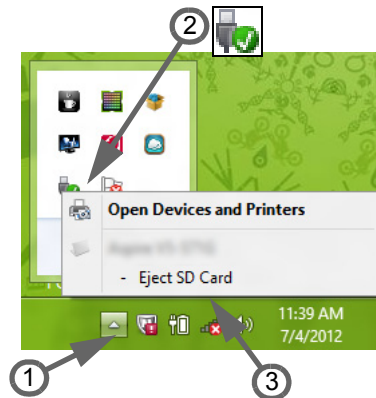 2
Open Devices and Printers
- Eject SD Card
11:39 AM
7/4/2012
1
3